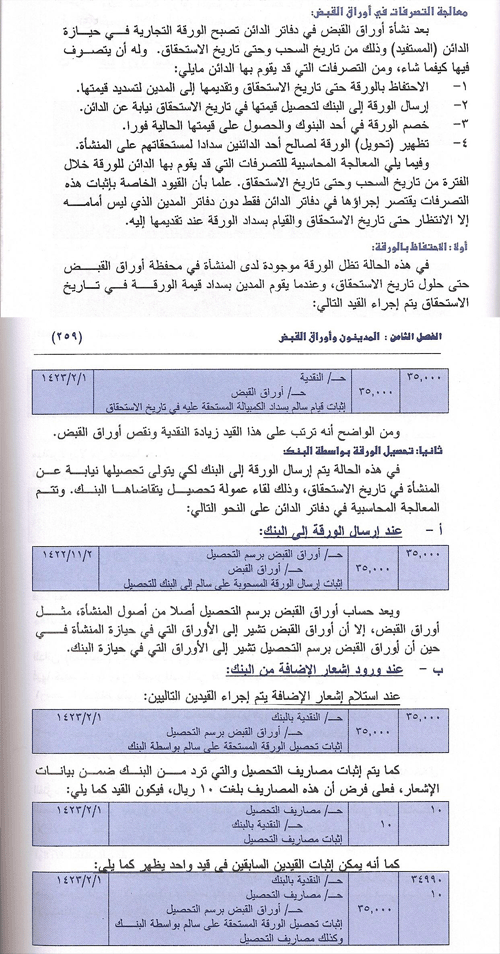 معالجة التصرفات في أوراق القبض:
بعد نشأة أوراق القبض في دفاتر الدائن تصبح الورقة التجارية في حيازة
الدائن (المستفيد) وذلك من تاريخ السحب وحتى تاريخ الاستحقاق. وله أن يتصرف
فيها كيفما شاء، ومن التصرفات التي قد يقوم بها الدائن مايلي:
١- الاحتفاظ بالورقة حتى تاريخ الاستحقاق وتقديمها إلى المدين لتسديد قيمتها.
٢- إرسال الورقة إلى البنك لتحصيل قيمتها في تاريخ الاستحقاق نيابة عن الدائن.
٣- خصم الورقة في أحد البنوك والحصول على قيمتها الحالية فورا.
٤- تظهير (تحويل) الورقة لصالح أحد الدائنين سدادا لمستحقاتهم على المنشأة.
وفيما يلي المعالجة المحاسبية للتصرفات التي قد يقوم بها الدائن للورقة خلال
الفترة من تاريخ السحب وحتى تاريخ الاستحقاق. علما بأن القيود الخاصة بإثبات هذه
التصرفات يقتصر إجراؤها في دفاتر الدائن فقط دون دفاتر المدين الذي ليس أمامه
إلا الانتظار حتى تاريخ الاستحقاق والقيام بسداد الورقة عند تقديمها إليه.
أولا: الاحتفاظ بالورقة:
في هذه الحالة تظل الورقة موجودة لدى المنشأة في محفظة أوراق القبض
حتى حلول تاريخ الاستحقاق، وعندما يقوم المدين بسداد قيمة الورقة في تاريخ
الاستحقاق يتم إجراء القيد التالي:
الفصل الثامن : المدينون وأوراق القبض (٢٥٩)
٣٥,٠٠٠ حـ/ النقدية ١٤٢٣/٢/١
٣٥,٠٠٠ حـ/ أوراق القبض
إثبات قيام سالم بسداد الكمبيالة المستحقة عليه في تاريخ الاستحقاق
ومن الواضح أنه ترتب على هذا القيد زيادة النقدية ونقص أوراق القبض.
ثانيا: تحصيل الورقة بواسطة البنك:
في هذه الحالة يتم إرسال الورقة إلى البنك لكي يتولى تحصيلها نيابة عن
المنشأة في تاريخ الاستحقاق، وذلك لقاء عمولة تحصيل يتقاضاها البنك. وتتم
المعالجة المحاسبية في دفاتر الدائن على النحو التالي:
أ - عند إرسال الورقة إلى البنك:
٣٥,٠٠٠ حـ/ أوراق القبض برسم التحصيل ١٤٢٢/١١/٢
٣٥,٠٠٠ حـ/ أوراق القبض
إثبات إرسال الورقة المسحوبة على سالم إلى البنك للتحصيل
ويعد حساب أوراق القبض برسم التحصيل أصلا من أصول المنشأة، مثل
أوراق القبض، إلا أن أوراق القبض تشير إلى الأوراق التي في حيازة المنشأة في
حين أن أوراق القبض برسم التحصيل تشير إلى الأوراق التي في حيازة البنك.
ب - عند ورود إشعار الإضافة من البنك:
عند استلام إشعار الإضافة يتم إجراء القيدين التاليين:
٣٥,٠٠٠ حـ/ النقدية بالبنك ١٤٢٣/٢/١
٣٥,٠٠٠ حـ/ أوراق القبض برسم التحصيل
إثبات تحصيل الورقة المستحقة على سالم بواسطة البنك
كما يتم إثبات مصاريف التحصيل والتي ترد من البنك ضمن بيانات
الإشعار، فعلى فرض أن هذه المصاريف بلغت ١٠ ريال، فيكون القيد كما يلي:
١٠ حـ/ مصاريف التحصيل ١٤٢٣/٢/١
١٠ حـ/ النقدية بالبنك
إثبات مصاريف التحصيل
كما أنه يمكن إثبات القيدين السابقين في قيد واحد يظهر كما يلي:
٣٤٩٩٠ حـ/ النقدية بالبنك ١٤٢٣/٢/١
١٠ حـ/ مصاريف التحصيل
٣٥,٠٠٠ حـ/ أوراق القبض برسم التحصيل
إثبات تحصيل الورقة المستحقة على سالم بواسطة البنك
وكذلك مصاريف التحصيل